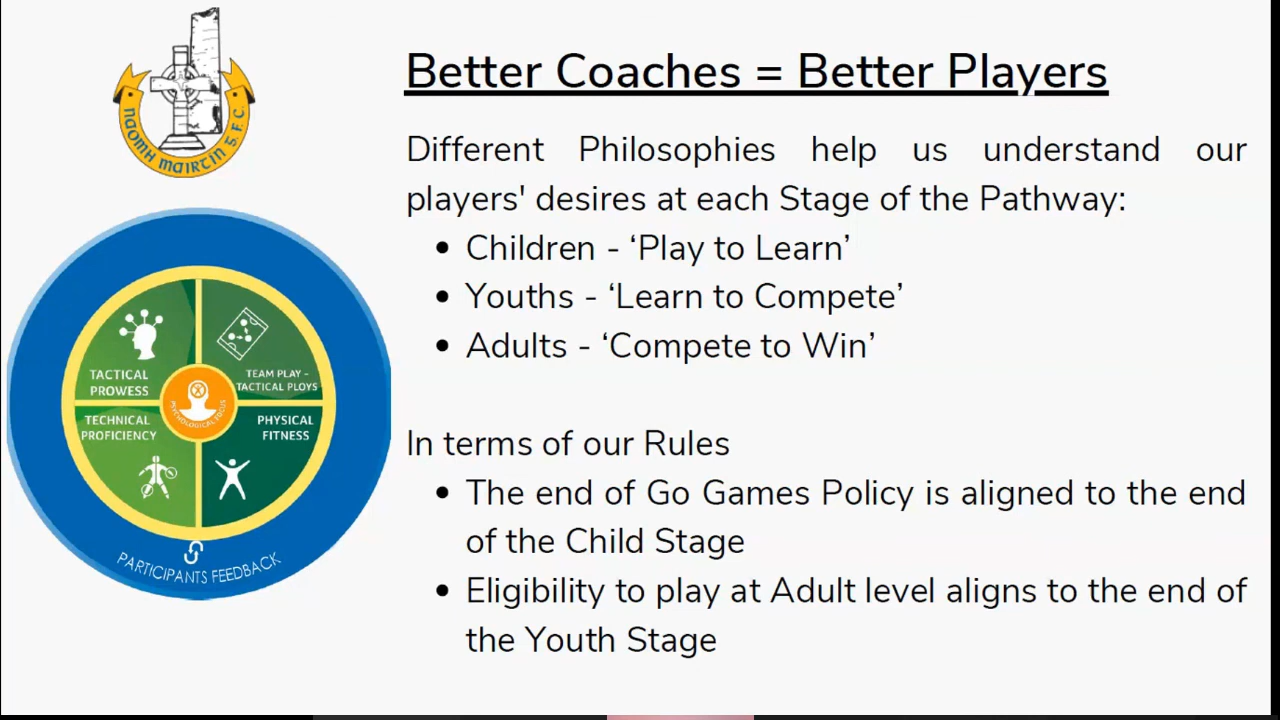 NAOMH MAIRTIN S.F.C.
Better Coaches = Better Players
Different Philosophies help us understand our
players' desires at each Stage of the Pathway:
• Children - ‘Play to Learn’
• Youths - ‘Learn to Compete’
• Adults - ‘Compete to Win’
In terms of our Rules
• The end of Go Games Policy is aligned to the end
of the Child Stage
• Eligibility to play at Adult level aligns to the end of
the Youth Stage
TACTICAL
PROWESS
TEAM PLAY -
TACTICAL PLOYS
PSYCHOLOGICAL FOCUS
TECHNICAL
PROFICIENCY
PHYSICAL
FITNESS
PARTICIPANTS FEEDBACK